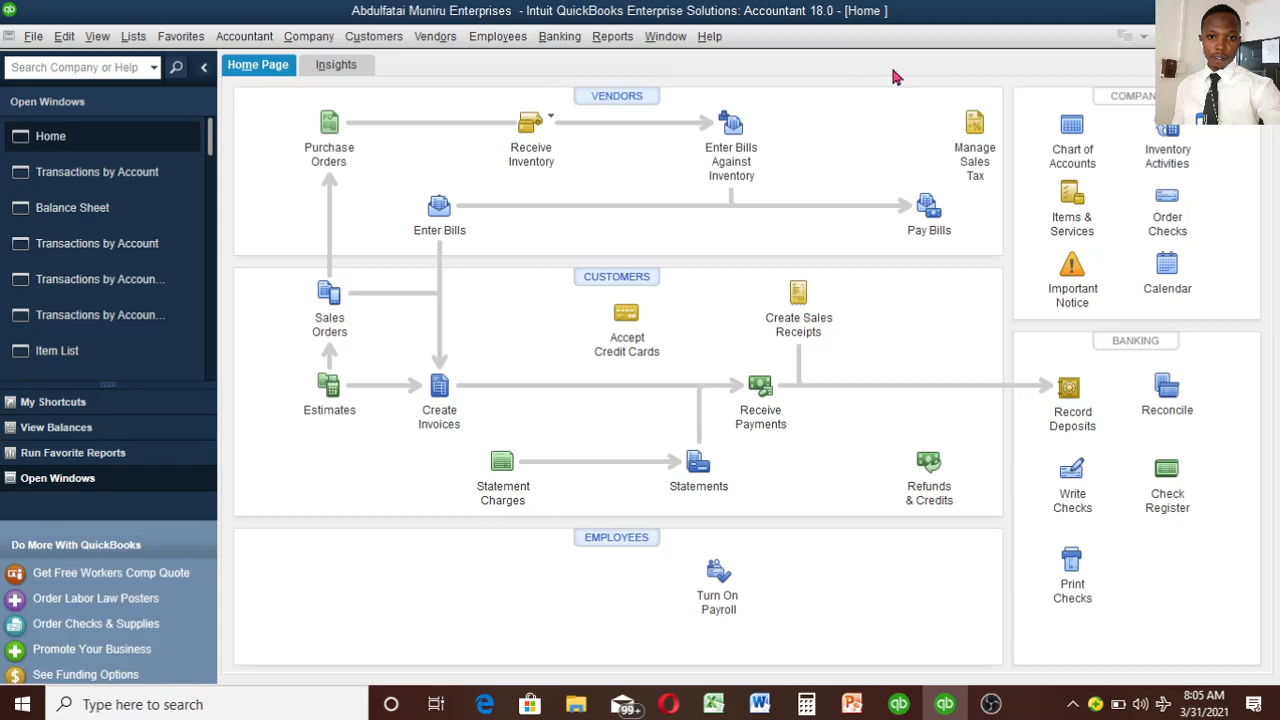 Abdulfatai Muniru Enterprises - Intuit QuickBooks Enterprise Solutions: Accountant 18.0 - [Home ]
File Edit View Lists Favorites Accountant Company Customers Vendors Employees Banking Reports Window Help
Search Company or Help
Home Page Insights
Open Windows
Home
Transactions by Account
Balance Sheet
Transactions by Account
Transactions by Accoun...
Transactions by Accoun...
Item List
My Shortcuts
View Balances
Run Favorite Reports
Open Windows
Do More With QuickBooks
Get Free Workers Comp Quote
Order Labor Law Posters
Order Checks & Supplies
Promote Your Business
See Funding Options
VENDORS
Purchase
Orders
Receive
Inventory
Enter Bills
Against
Inventory
Manage
Sales
Tax
Enter Bills
Pay Bills
CUSTOMERS
Sales
Orders
Accept
Credit Cards
Create Sales
Receipts
Estimates
Create
Invoices
Receive
Payments
Statement
Charges
Statements
Refunds
& Credits
EMPLOYEES
Turn On
Payroll
Chart of
Accounts
Inventory
Activities
Items &
Services
Order
Checks
Important
Notice
Calendar
BANKING
Record
Deposits
Reconcile
Write
Checks
Check
Register
Print
Checks
Type here to search
99+
8:05 AM
3/31/2021